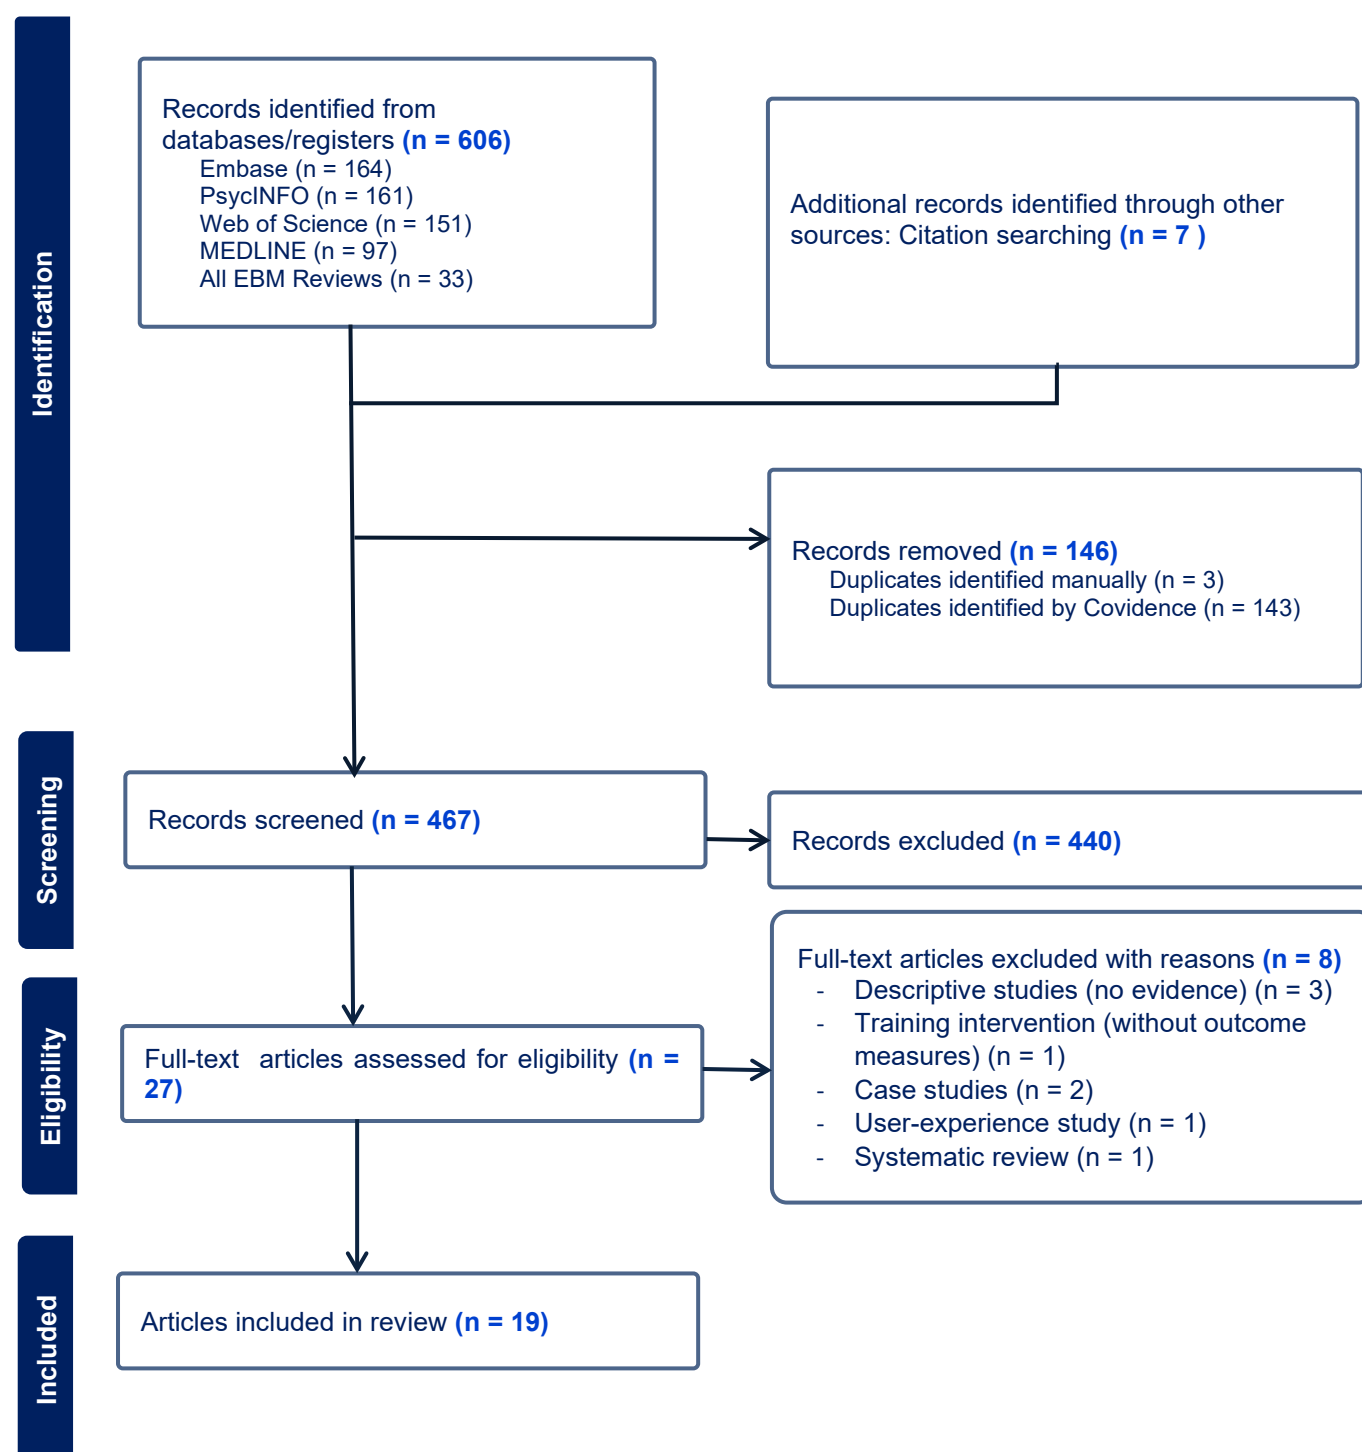 Identification
Records identified from
databases/registers (n = 606)
Embase (n = 164)
PsycINFO (n = 161)
Web of Science (n = 151)
MEDLINE (n = 97)
All EBM Reviews (n = 33)
Additional records identified through other
sources: Citation searching (n = 7 )
Records removed (n = 146)
Duplicates identified manually (n = 3)
Duplicates identified by Covidence (n = 143)
Screening
Records screened (n = 467)
Records excluded (n = 440)
Eligibility
Full-text articles assessed for eligibility (n =
27)
Full-text articles excluded with reasons (n = 8)
- Descriptive studies (no evidence) (n = 3)
- Training intervention (without outcome
measures) (n = 1)
- Case studies (n = 2)
- User-experience study (n = 1)
- Systematic review (n = 1)
Included
Articles included in review (n = 19)